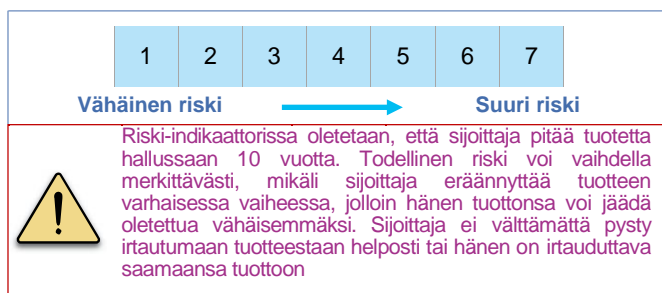 1 2 3 4 5 6 7
Vähäinen riski Suuri riski
Riski-indikaattorissa oletetaan, että sijoittaja pitää tuotetta
hallussaan 10 vuotta. Todellinen riski voi vaihdella
merkittävästi, mikäli sijoittaja eräännyttää tuotteen
varhaisessa vaiheessa, jolloin hänen tuottonsa voi jäädä
oletettua vähäisemmäksi. Sijoittaja ei välttämättä pysty
irtautumaan tuotteestaan helposti tai hänen on irtauduttava
saamaansa tuottoon